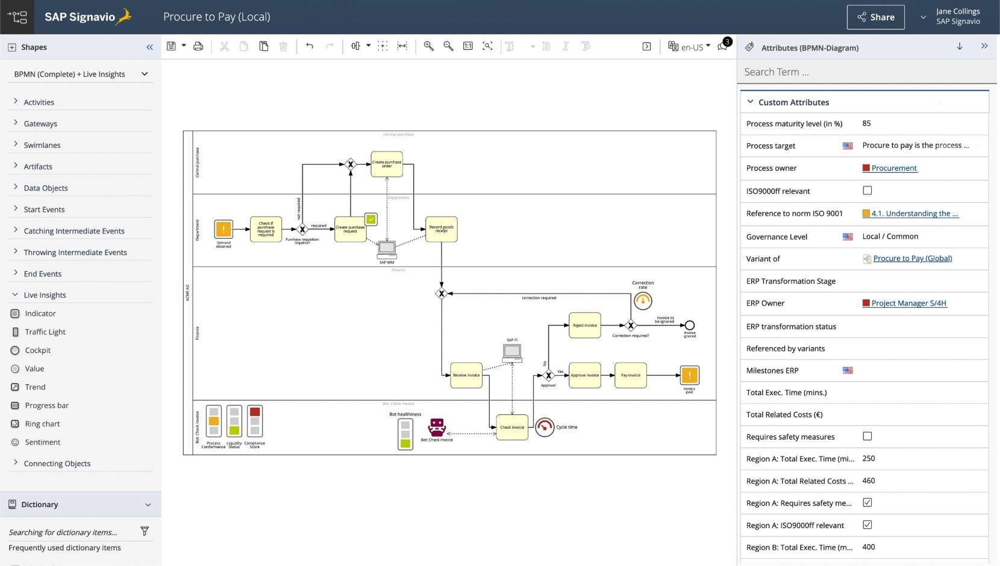 SAP Signavio
Procure to Pay (Local)
Share
Jane Collings
SAP Signavio
Shapes
en-US
3
Attributes (BPMN-Diagram)
Search Term ...
BPMN (Complete) + Live Insights
Activities
Gateways
Swimlanes
Artifacts
Data Objects
Start Events
Catching Intermediate Events
Throwing Intermediate Events
End Events
Live Insights
Indicator
Traffic Light
Cockpit
Value
Trend
Progress bar
Ring chart
Sentiment
Connecting Objects
Dictionary
Searching for dictionary items...
Frequently used dictionary items
ACME AG
Central purchase
Central purchase
X
Create purchase
order
Department
Department
Demand
observed
Check if
purchase
request is
required
not required
X
required
Purchase requisition
required?
Create purchase
request
SAP MM
Record goods
receipt
Finance
Finance
X
correction required
Correction
rate
Reject invoice
X
Correction required?
invoice to
be ignored
Invoice
ignored
SAP FI
Receive invoice
No
X
Approve?
Yes
Approve invoice
Pay invoice
Invoice
paid
Bot: Check invoice
Bot: Check invoice
Process
Conformance
Liquidity
Status
Compliance
Score
Bot healthiness
Bot: Check invoice
Check invoice
Cycle time
Custom Attributes
Process maturity level (in %) 85
Process target Procure to pay is the process ...
Process owner Procurement
ISO9000ff relevant
Reference to norm ISO 9001 4.1. Understanding the ...
Governance Level Local / Common
Variant of Procure to Pay (Global)
ERP Transformation Stage
ERP Owner Project Manager S/4H
ERP transformation status
Referenced by variants
Milestones ERP
Total Exec. Time (mins.)
Total Related Costs (€)
Requires safety measures
Region A: Total Exec. Time (mi... 250
Region A: Total Related Costs ... 460
Region A: Requires safety me...
Region A: ISO9000ff relevant
Region B: Total Exec. Time (m... 400